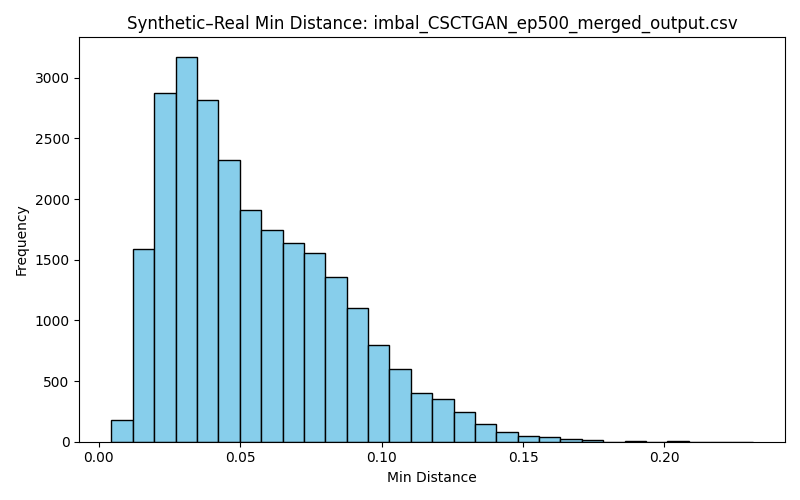 Synthetic–Real Min Distance: imbal_CSCTGAN_ep500_merged_output.csv
Frequency
3000
2500
2000
1500
1000
500
0
0.00 0.05 0.10 0.15 0.20
Min Distance